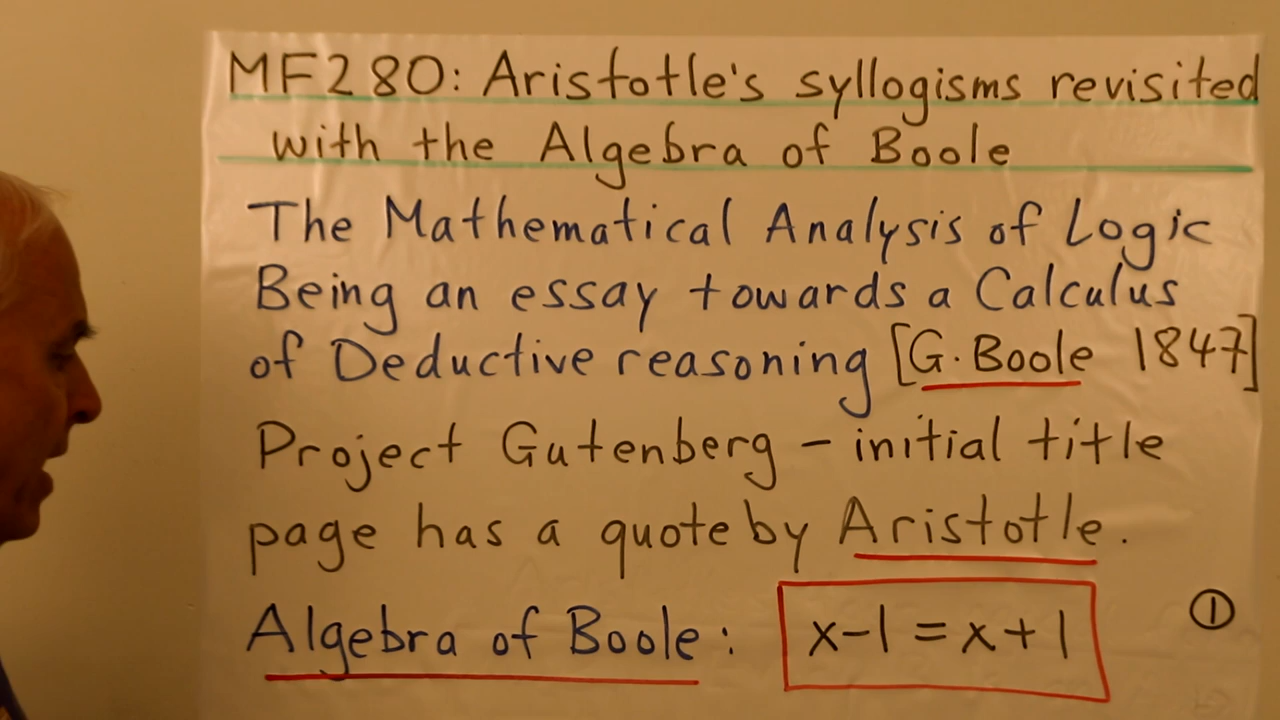 MF280: Aristotle's syllogisms revisited
with the Algebra of Boole
The Mathematical Analysis of Logic
Being an essay towards a Calculus
of Deductive reasoning [G. Boole 1847]
Project Gutenberg – initial title
page has a quote by Aristotle.
Algebra of Boole: x-1 = x+1
①